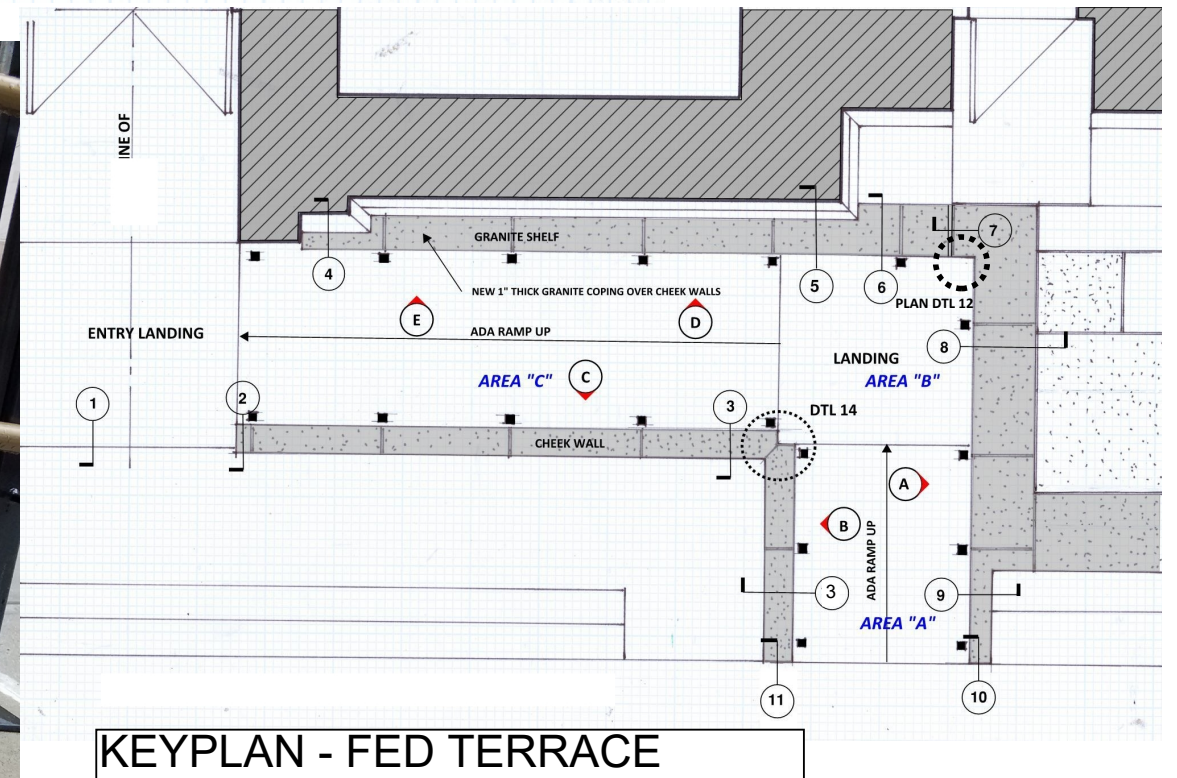 NE OF
GRANITE SHELF
7
4
5
6
NEW 1" THICK GRANITE COPING OVER CHEEK WALLS
PLAN DTL 12
E
D
ENTRY LANDING
ADA RAMP UP
8
LANDING
AREA "C"
C
AREA "B"
1
2
3
DTL 14
CHEEK WALL
A
B
ADA RAMP UP
3
9
AREA "A"
11
10
KEYPLAN - FED TERRACE